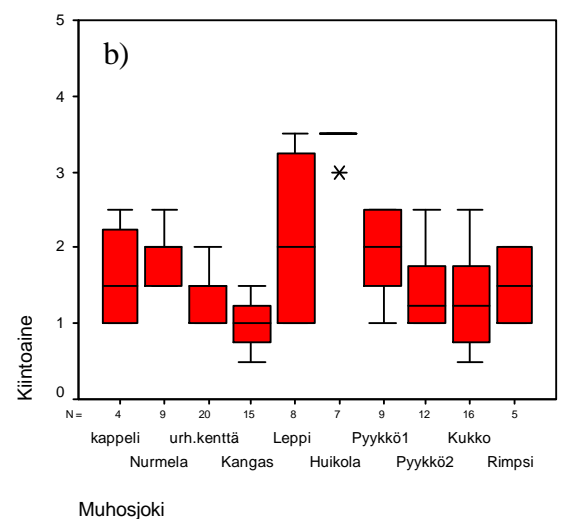 b)
5
4
3
2
1
0
Kiintoaine
N = 4 9 20 15 8 7 9 12 16 5
kappeli urh.kenttä Leppi Pyykkö1 Kukko
Nurmela Kangas Huikola Pyykkö2 Rimpsi
Muhosjoki